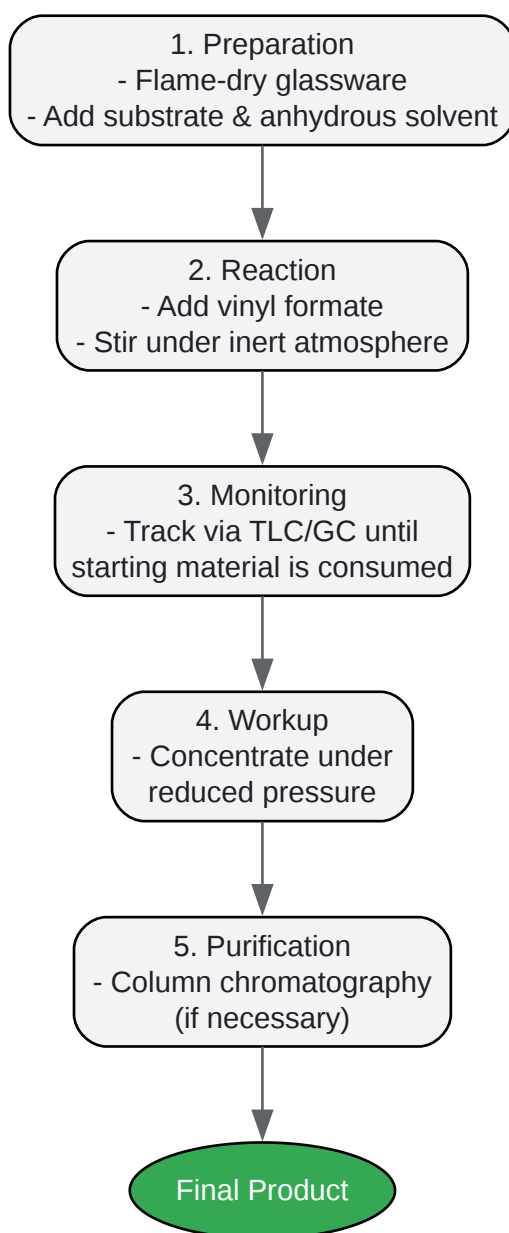 1. Preparation
- Flame-dry glassware
- Add substrate & anhydrous solvent
2. Reaction
- Add vinyl formate
- Stir under inert atmosphere
3. Monitoring
- Track via TLC/GC until
starting material is consumed
4. Workup
- Concentrate under
reduced pressure
5. Purification
- Column chromatography
(if necessary)
Final Product